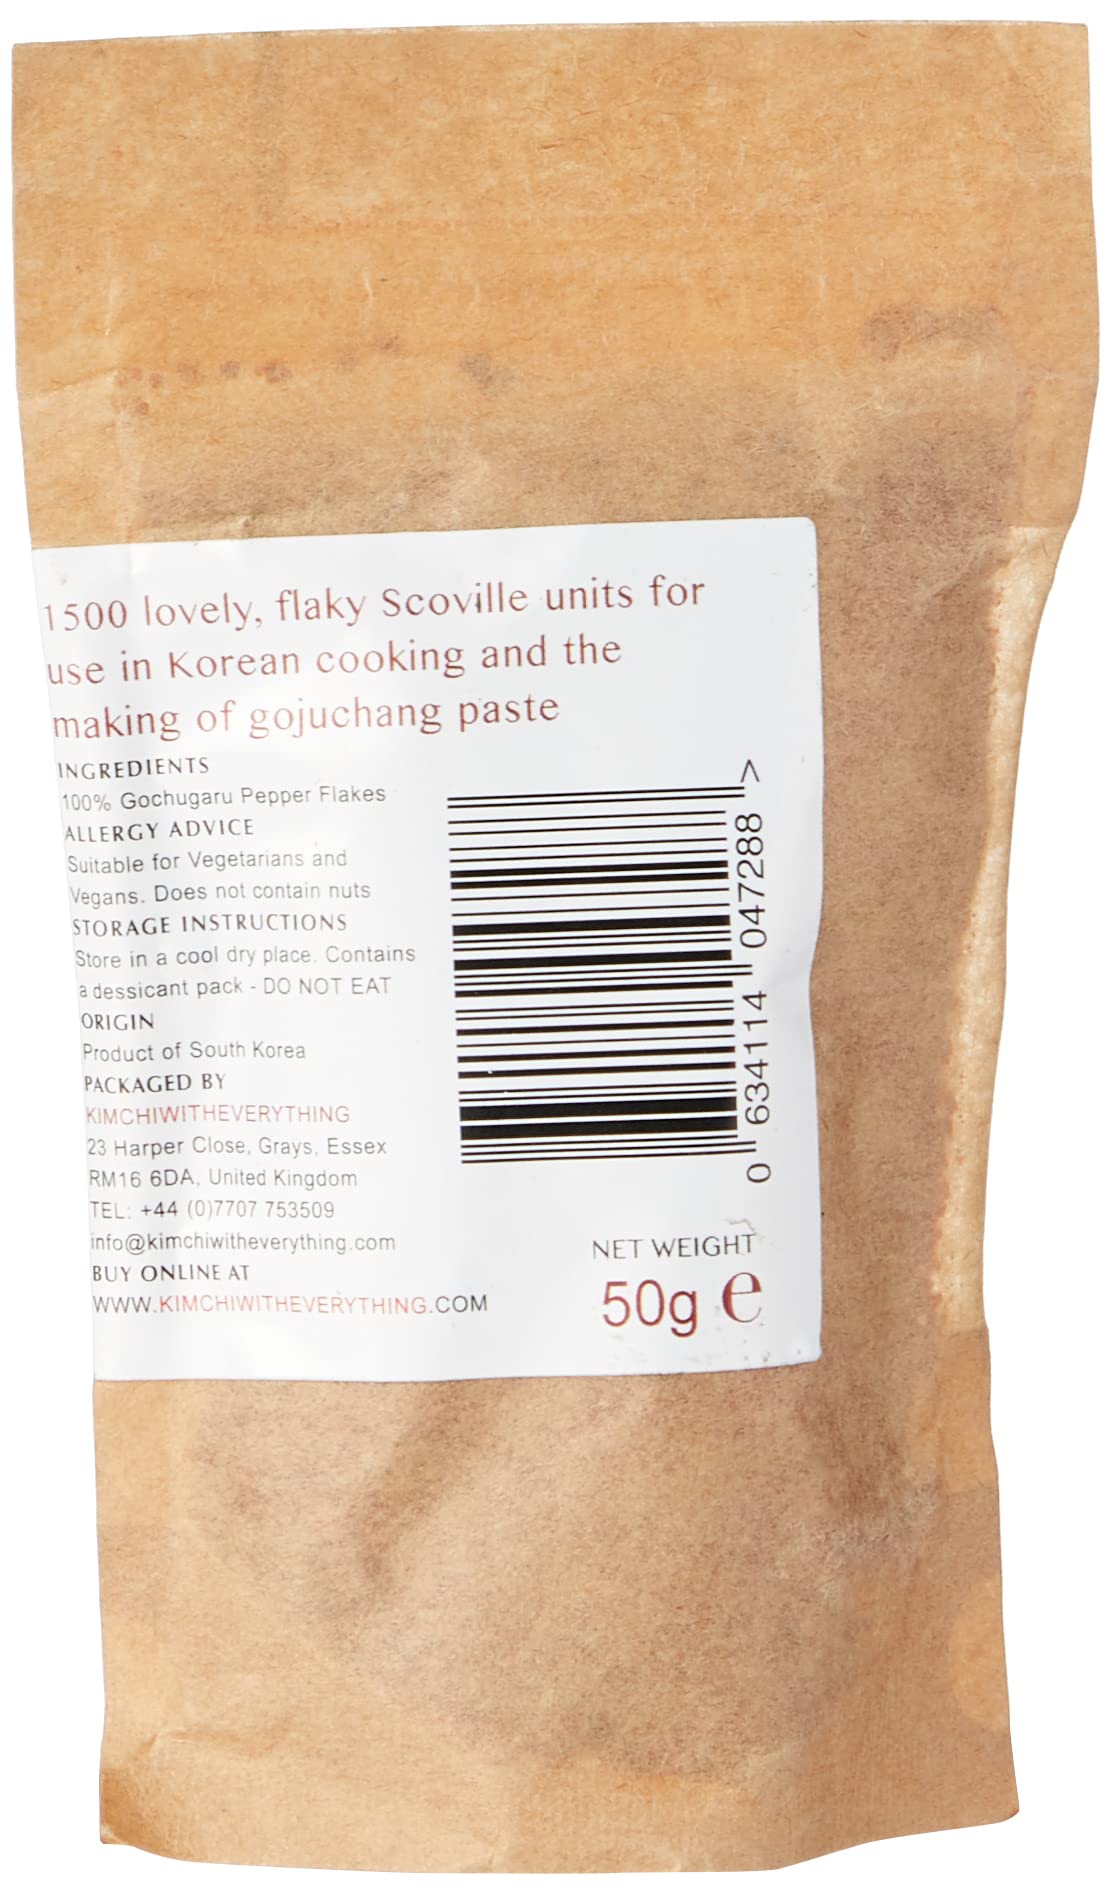 1500 lovely, flaky Scoville units for
use in Korean cooking and the
making of gojuchang paste
INGREDIENTS
100% Gochugaru Pepper Flakes
ALLERGY ADVICE
Suitable for Vegetarians and
Vegans. Does not contain nuts
STORAGE INSTRUCTIONS
Store in a cool dry place. Contains
a dessicant pack - DO NOT EAT
ORIGIN
Product of South Korea
PACKAGED BY
KIMCHIWITHEVERYTHING
23 Harper Close, Grays, Essex
RM16 6DA, United Kingdom
TEL: +44 (0)7707 753509
info@kimchiwitheverything.com
BUY ONLINE AT
WWW.KIMCHIWITHEVERYTHING.COM
0 634114 047288 >
NET WEIGHT
50g e